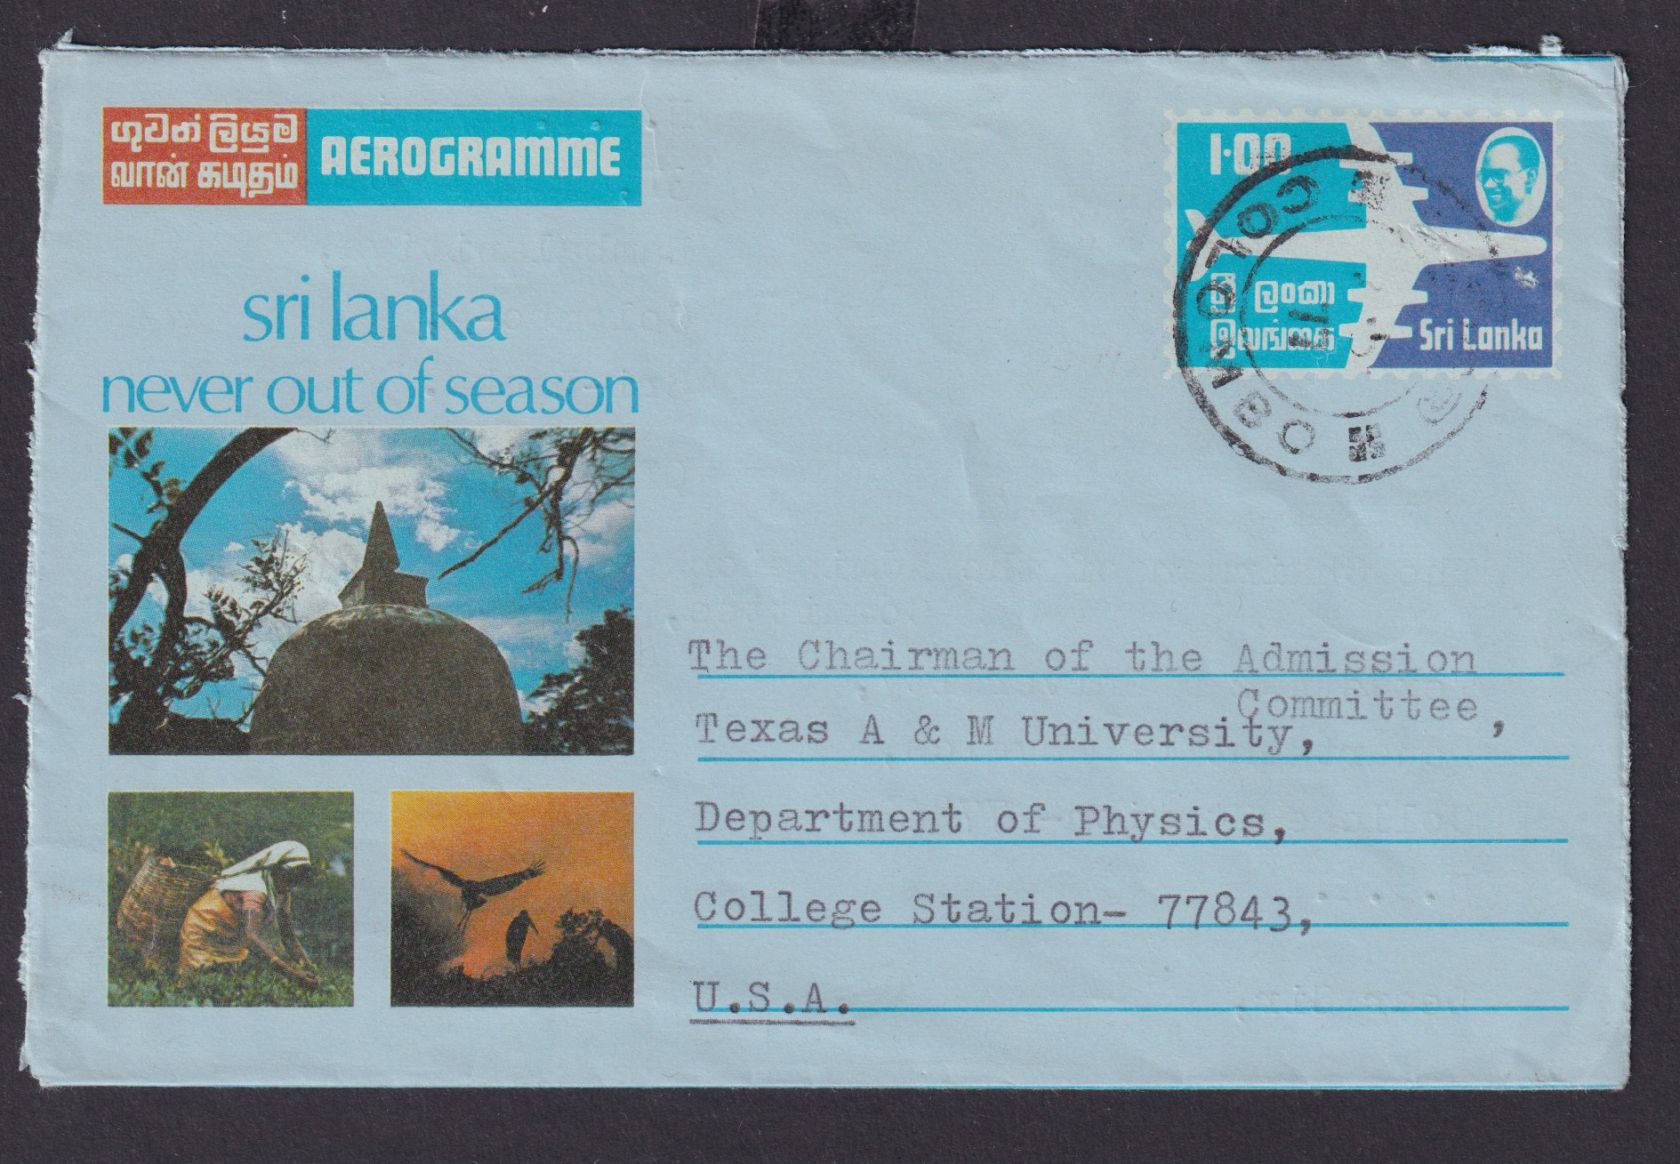 ගුවන් ලියුම
வான் கடிதம்
AEROGRAMME
sri lanka
never out of season
1·00
ශ්‍රී ලංකා
இலங்கை
Sri Lanka
COLOMBO
The Chairman of the Admission
Committee,
Texas A & M University,
Department of Physics,
College Station- 77843,
U.S.A.